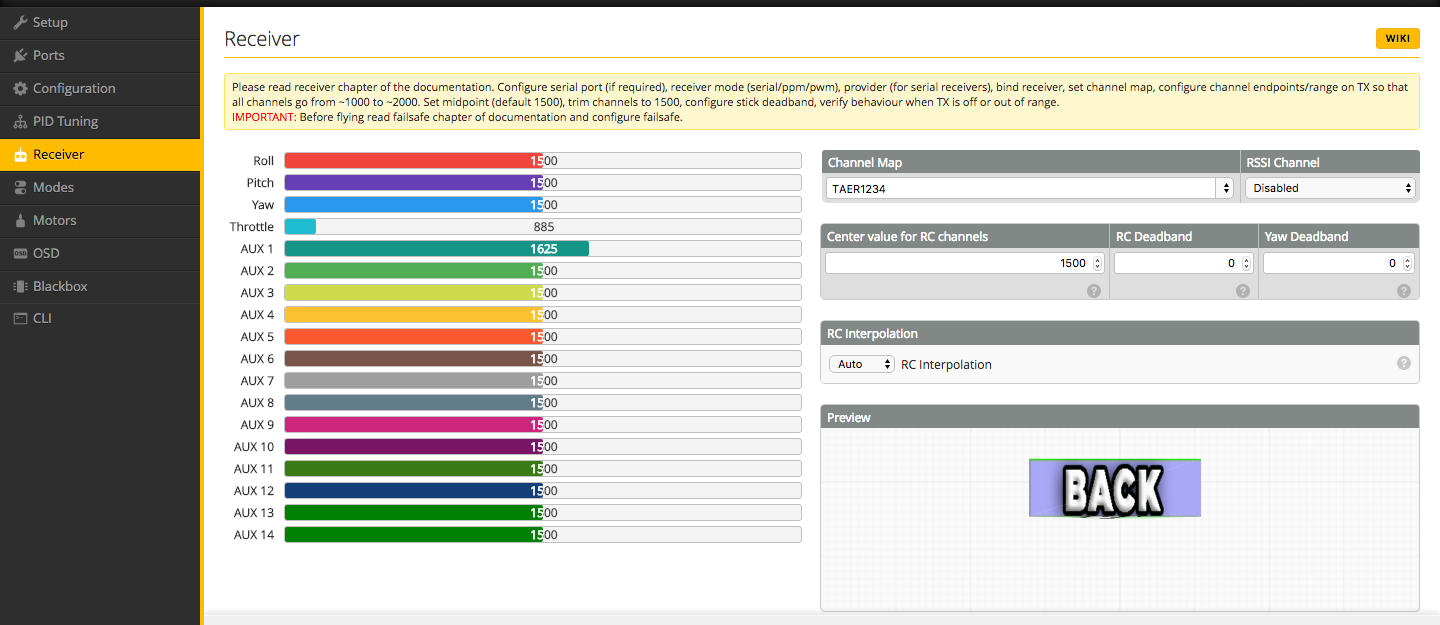 Setup
Ports
Configuration
PID Tuning
Receiver
Modes
Motors
OSD
Blackbox
CLI
Receiver
WIKI
Please read receiver chapter of the documentation. Configure serial port (if required), receiver mode (serial/ppm/pwm), provider (for serial receivers), bind receiver, set channel map, configure channel endpoints/range on TX so that
all channels go from ~1000 to ~2000. Set midpoint (default 1500), trim channels to 1500, configure stick deadband, verify behaviour when TX is off or out of range.
IMPORTANT: Before flying read failsafe chapter of documentation and configure failsafe.
Roll 1500
Pitch 1500
Yaw 1500
Throttle 885
AUX 1 1625
AUX 2 1500
AUX 3 1500
AUX 4 1500
AUX 5 1500
AUX 6 1500
AUX 7 1500
AUX 8 1500
AUX 9 1500
AUX 10 1500
AUX 11 1500
AUX 12 1500
AUX 13 1500
AUX 14 1500
Channel Map RSSI Channel
TAER1234 Disabled
Center value for RC channels RC Deadband Yaw Deadband
1500 0 0
? ? ?
RC Interpolation
Auto RC Interpolation ?
Preview
BACK